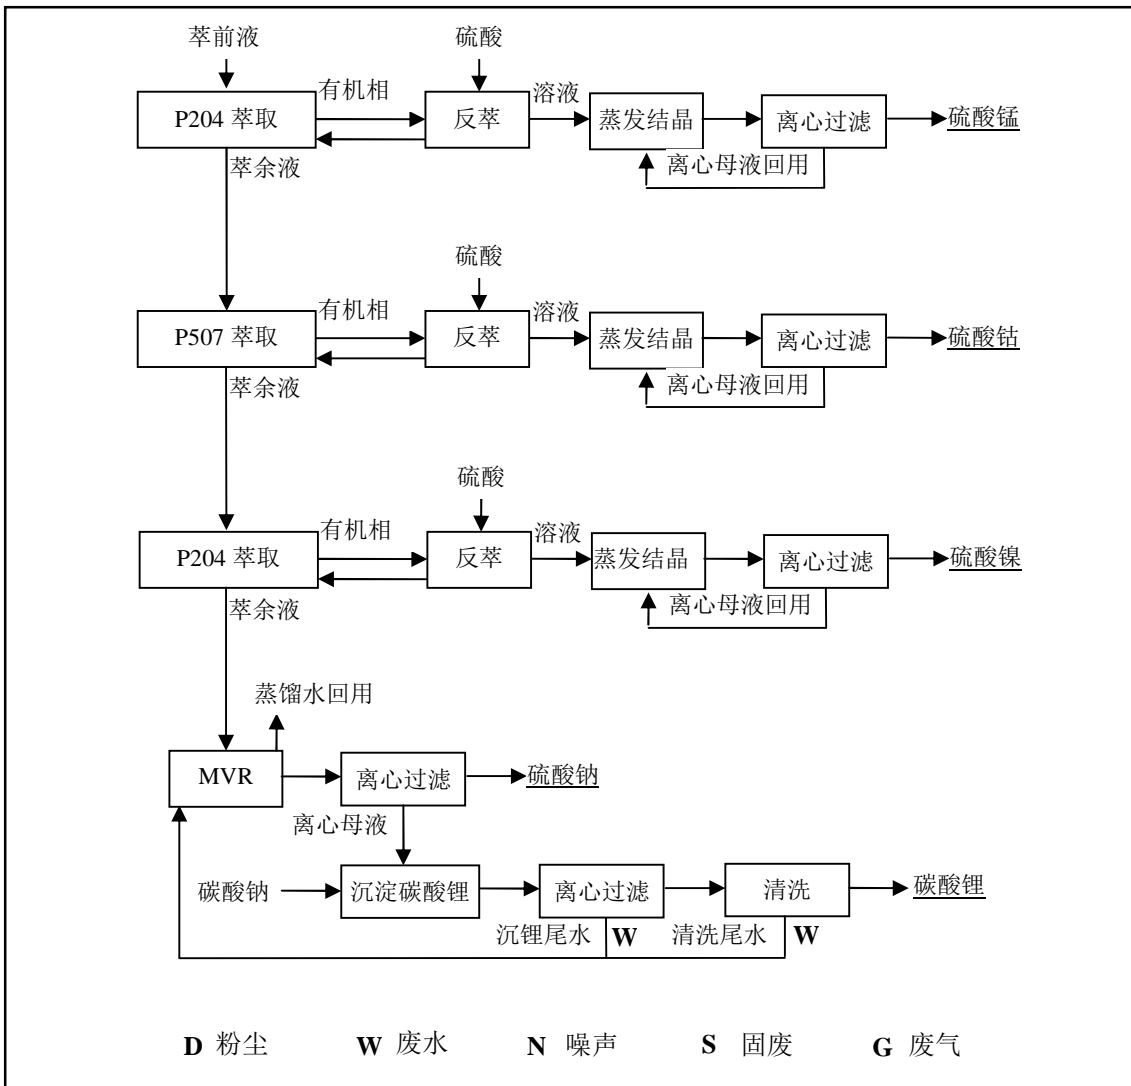 萃前液 硫酸
P204 萃取 有机相 反萃 溶液 蒸发结晶 离心过滤 硫酸锰
萃余液 离心母液回用
硫酸
P507 萃取 有机相 反萃 溶液 蒸发结晶 离心过滤 硫酸钴
萃余液 离心母液回用
硫酸
P204 萃取 有机相 反萃 溶液 蒸发结晶 离心过滤 硫酸镍
萃余液 离心母液回用
蒸馏水回用
MVR 离心过滤 硫酸钠
离心母液
碳酸钠 沉淀碳酸锂 离心过滤 清洗 碳酸锂
沉锂尾水 W 清洗尾水 W
D 粉尘 W 废水 N 噪声 S 固废 G 废气